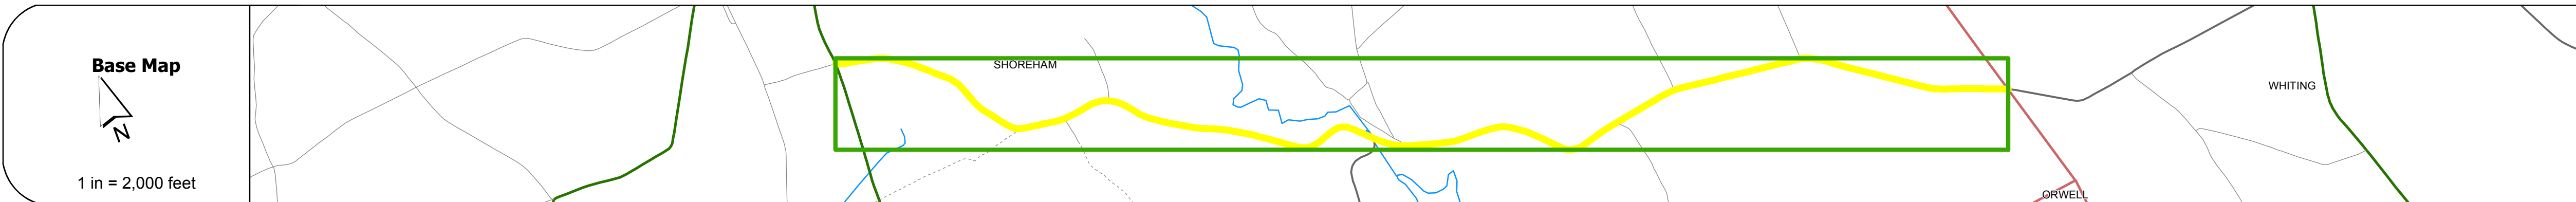 Base Map
N
1 in = 2,000 feet
SHOREHAM
WHITING
ORWELL